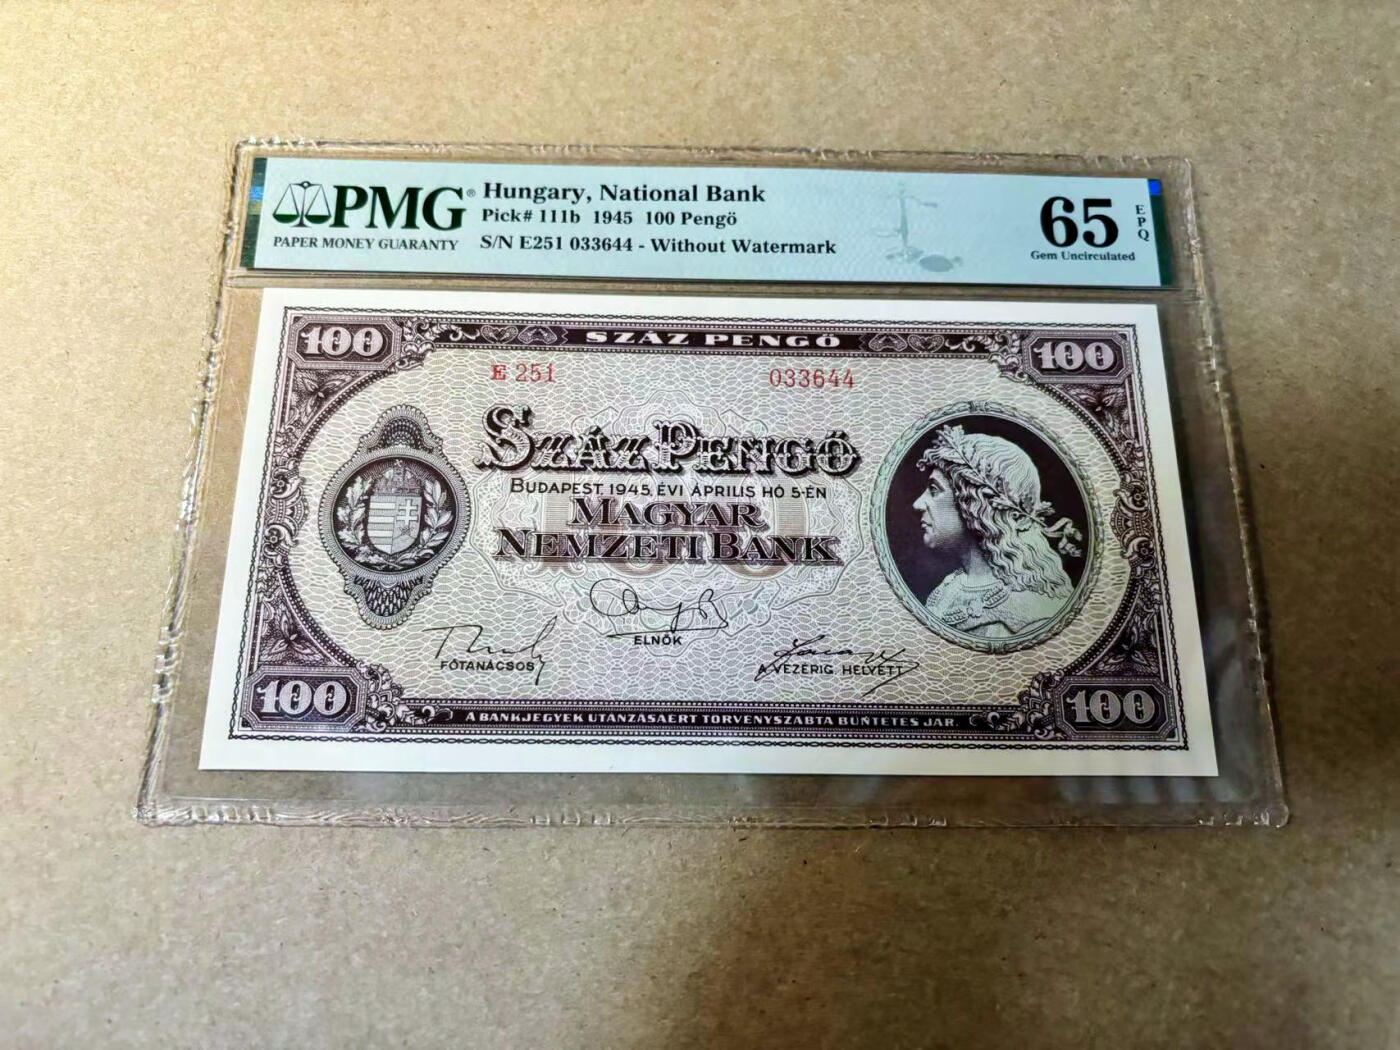 PMG®
PAPER MONEY GUARANTY
Hungary, National Bank
Pick# 111b 1945 100 Pengö
S/N E251 033644 - Without Watermark
65
EPQ
Gem Uncirculated
100
SZÁZ PENGŐ
100
E 251
033644
SZÁZ PENGŐ
BUDAPEST, 1945. ÉVI ÁPRILIS HÓ 5-ÉN
MAGYAR
NEMZETI BANK
ELNÖK
FŐTANÁCSOS
A VEZÉRIG. HELYETT
100
A BANKJEGYEK UTÁNZÁSÁÉRT TÖRVÉNYSZABTA BÜNTETÉS JÁR.
100